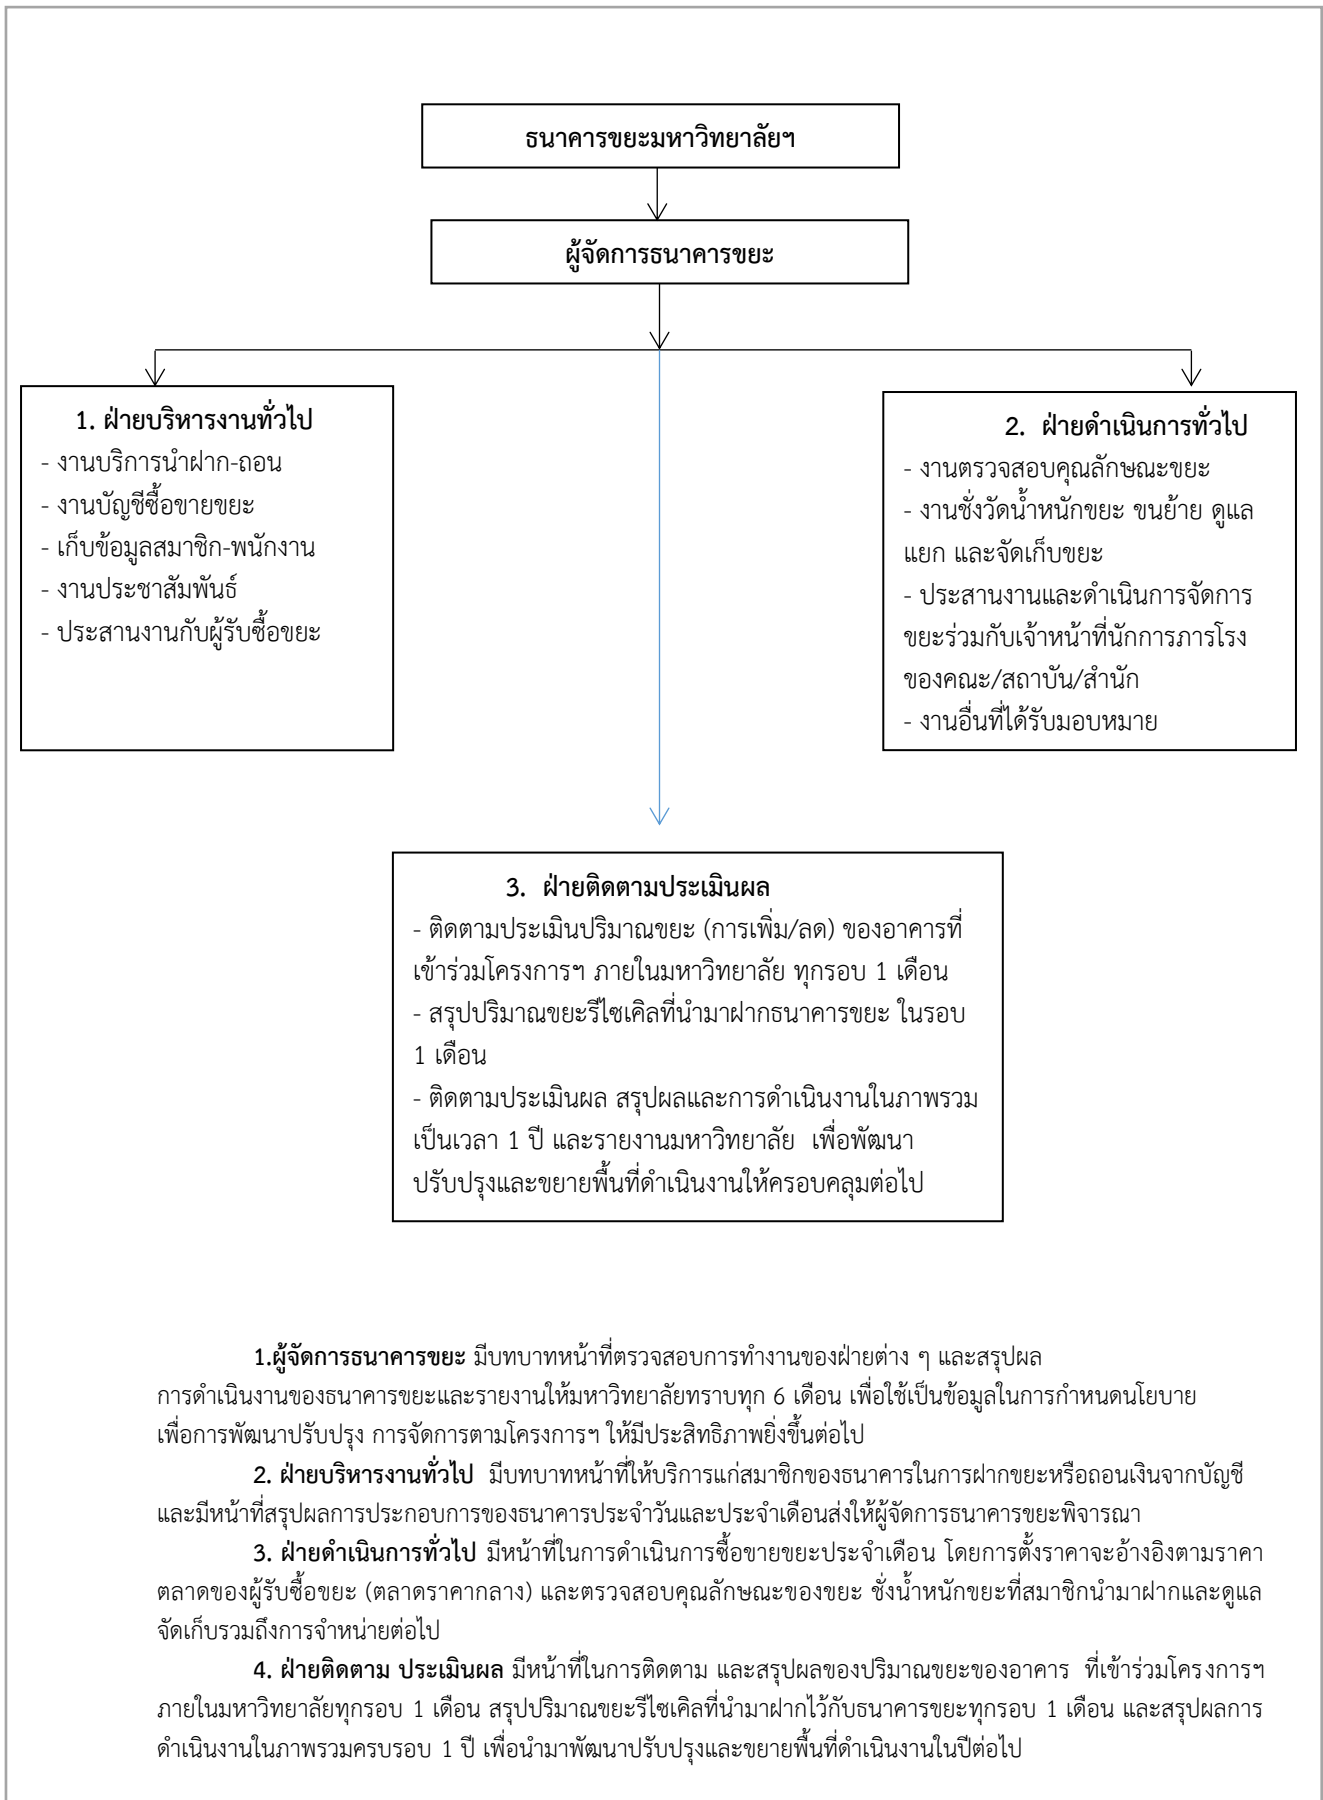 ธนาคารขยะมหาวิทยาลัยฯ
ผู้จัดการธนาคารขยะ
1. ฝ่ายบริหารงานทั่วไป
- งานบริการนำฝาก-ถอน
- งานบัญชีซื้อขายขยะ
- เก็บข้อมูลสมาชิก-พนักงาน
- งานประชาสัมพันธ์
- ประสานงานกับผู้รับซื้อขยะ
2. ฝ่ายดำเนินการทั่วไป
- งานตรวจสอบคุณลักษณะขยะ
- งานชั่งวัดน้ำหนักขยะ ขนย้าย ดูแล
แยก และจัดเก็บขยะ
- ประสานงานและดำเนินการจัดการ
ขยะร่วมกับเจ้าหน้าที่นักการภารโรง
ของคณะ/สถาบัน/สำนัก
- งานอื่นที่ได้รับมอบหมาย
3. ฝ่ายติดตามประเมินผล
- ติดตามประเมินปริมาณขยะ (การเพิ่ม/ลด) ของอาคารที่
เข้าร่วมโครงการฯ ภายในมหาวิทยาลัย ทุกรอบ 1 เดือน
- สรุปปริมาณขยะรีไซเคิลที่นำมาฝากธนาคารขยะ ในรอบ
1 เดือน
- ติดตามประเมินผล สรุปผลและการดำเนินงานในภาพรวม
เป็นเวลา 1 ปี และรายงานมหาวิทยาลัย เพื่อพัฒนา
ปรับปรุงและขยายพื้นที่ดำเนินงานให้ครอบคลุมต่อไป
1.ผู้จัดการธนาคารขยะ มีบทบาทหน้าที่ตรวจสอบการทำงานของฝ่ายต่าง ๆ และสรุปผล
การดำเนินงานของธนาคารขยะและรายงานให้มหาวิทยาลัยทราบทุก 6 เดือน เพื่อใช้เป็นข้อมูลในการกำหนดนโยบาย
เพื่อการพัฒนาปรับปรุง การจัดการตามโครงการฯ ให้มีประสิทธิภาพยิ่งขึ้นต่อไป
2. ฝ่ายบริหารงานทั่วไป มีบทบาทหน้าที่ให้บริการแก่สมาชิกของธนาคารในการฝากขยะหรือถอนเงินจากบัญชี
และมีหน้าที่สรุปผลการประกอบการของธนาคารประจำวันและประจำเดือนส่งให้ผู้จัดการธนาคารขยะพิจารณา
3. ฝ่ายดำเนินการทั่วไป มีหน้าที่ในการดำเนินการซื้อขายขยะประจำเดือน โดยการตั้งราคาจะอ้างอิงตามราคา
ตลาดของผู้รับซื้อขยะ (ตลาดราคากลาง) และตรวจสอบคุณลักษณะของขยะ ชั่งน้ำหนักขยะที่สมาชิกนำมาฝากและดูแล
จัดเก็บรวมถึงการจำหน่ายต่อไป
4. ฝ่ายติดตาม ประเมินผล มีหน้าที่ในการติดตาม และสรุปผลของปริมาณขยะของอาคาร ที่เข้าร่วมโครงการฯ
ภายในมหาวิทยาลัยทุกรอบ 1 เดือน สรุปปริมาณขยะรีไซเคิลที่นำมาฝากไว้กับธนาคารขยะทุกรอบ 1 เดือน และสรุปผลการ
ดำเนินงานในภาพรวมครบรอบ 1 ปี เพื่อนำมาพัฒนาปรับปรุงและขยายพื้นที่ดำเนินงานในปีต่อไป